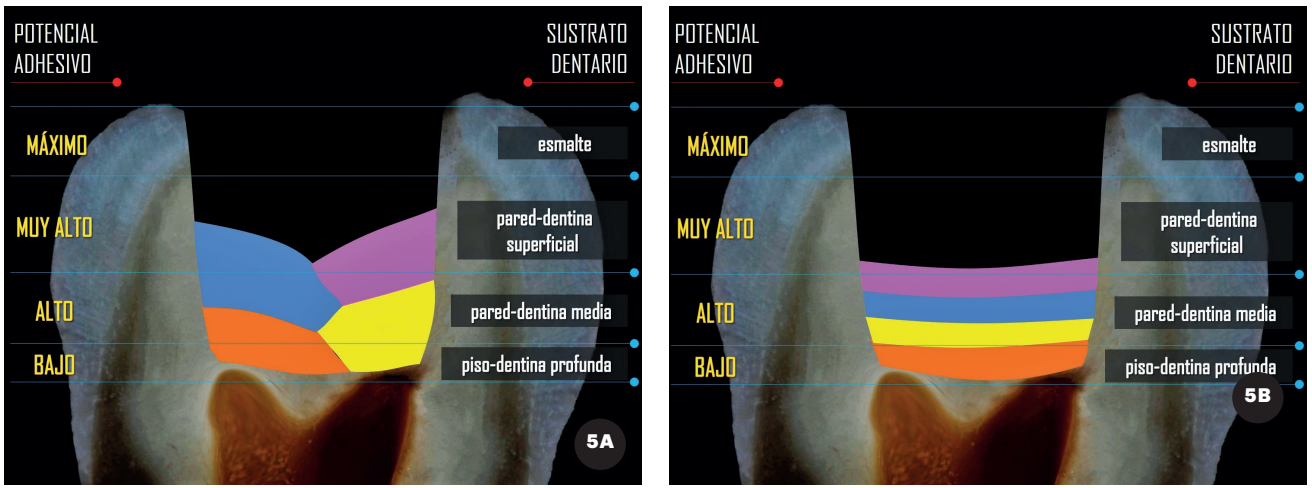 POTENCIAL
ADHESIVO
SUSTRATO
DENTARIO
MÁXIMO
esmalte
MUY ALTO
pared-dentina
superficial
ALTO
pared-dentina media
BAJO
piso-dentina profunda
5A
POTENCIAL
ADHESIVO
SUSTRATO
DENTARIO
MÁXIMO
esmalte
MUY ALTO
pared-dentina
superficial
ALTO
pared-dentina media
BAJO
piso-dentina profunda
5B